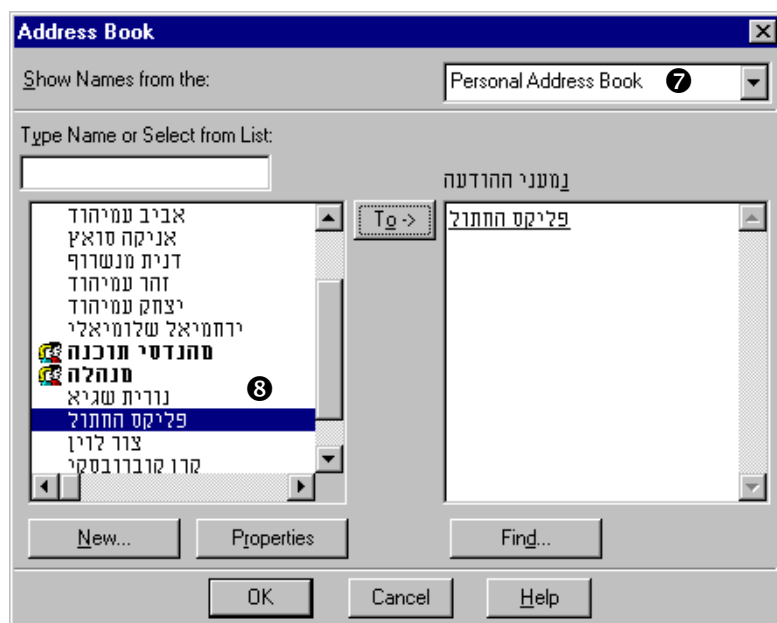 Address Book
Show Names from the:
Personal Address Book ❼
Type Name or Select from List:
נמעני ההודעה
To ->
אביב עמיהוד
אניקה סואץ
דנית מנשרוף
זהר עמיהוד
יצחק עמיהוד
ירחמיאל שלומיאלי
מהנדסי תוכנה
מנהלה
נורית שגיא
❽
פליקס החתול
צור לוין
קרן קוברובסקי
פליקס החתול
New...
Properties
Find...
OK
Cancel
Help